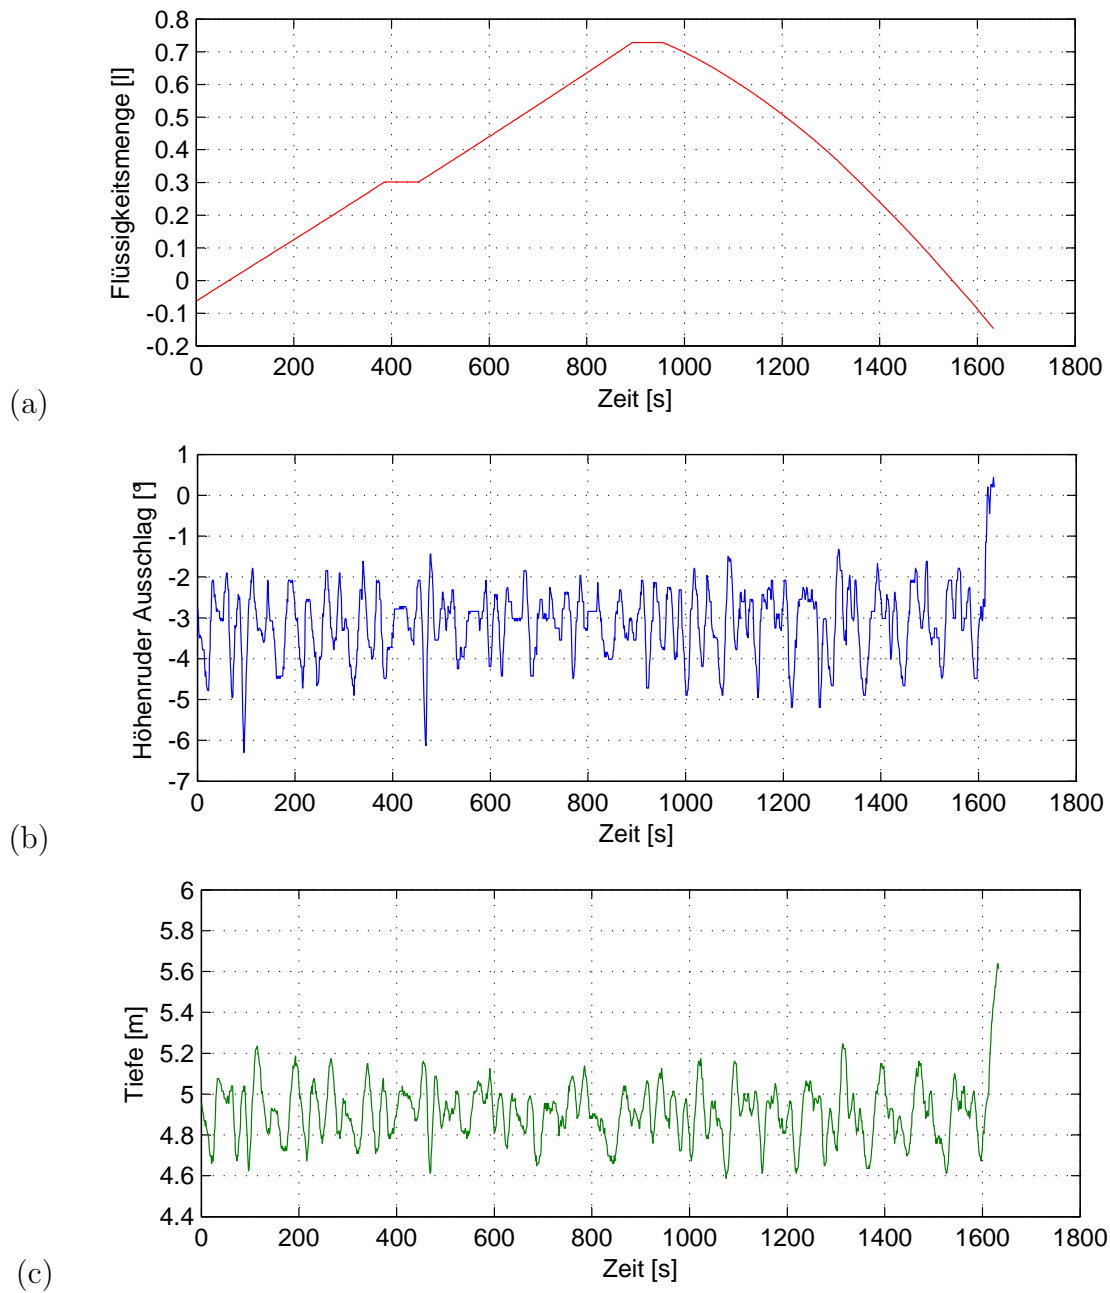 0.8
0.7
0.6
0.5
0.4
0.3
0.2
0.1
0
-0.1
-0.2
Flüssigkeitsmenge [l]
0 200 400 600 800 1000 1200 1400 1600 1800
Zeit [s]
(a)
1
0
-1
-2
-3
-4
-5
-6
-7
Höhenruder Ausschlag [°]
0 200 400 600 800 1000 1200 1400 1600 1800
Zeit [s]
(b)
6
5.8
5.6
5.4
5.2
5
4.8
4.6
4.4
Tiefe [m]
0 200 400 600 800 1000 1200 1400 1600 1800
Zeit [s]
(c)